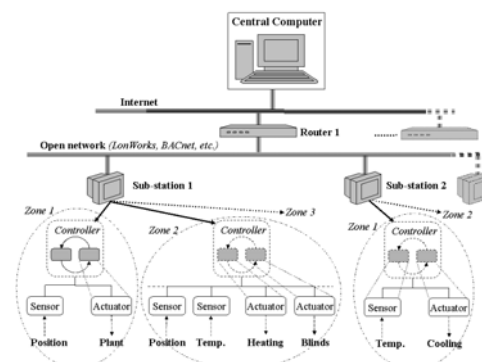 Central Computer
Internet
Router 1
Open network (LonWorks, BACnet, etc.)
Sub-station 1
Sub-station 2
Zone 1
Zone 2
Zone 3
Zone 1
Zone 2
Controller
Controller
Controller
Sensor
Actuator
Sensor
Sensor
Actuator
Actuator
Sensor
Actuator
Position
Plant
Position
Temp.
Heating
Blinds
Temp.
Cooling